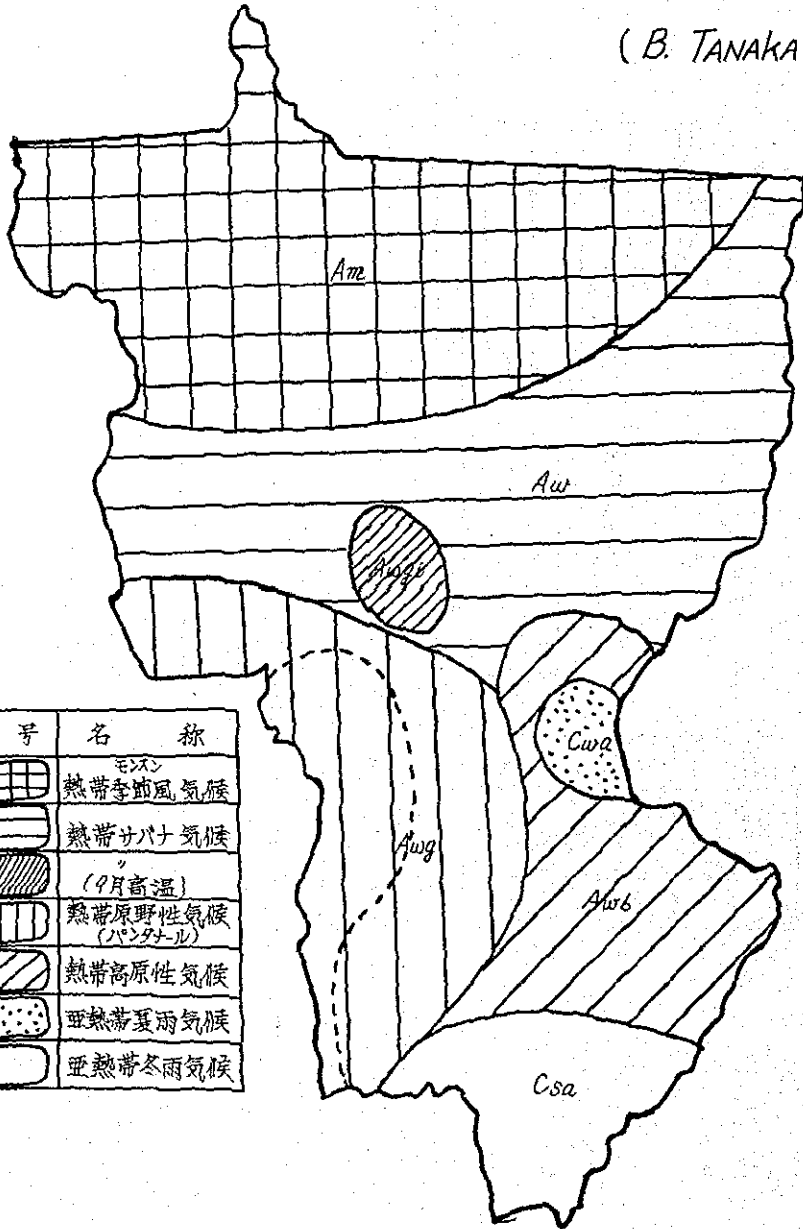 ( B. TANAKA
Am
Aw
Awgi
Cwa
Awg
Awb
Csa
号 名 称
モンスン
熱帯季節風気候
熱帯サバナ気候
〃
(9月高温)
熱帯原野性気候
(パンタナール)
熱帯高原性気候
亜熱帯夏雨気候
亜熱帯冬雨気候